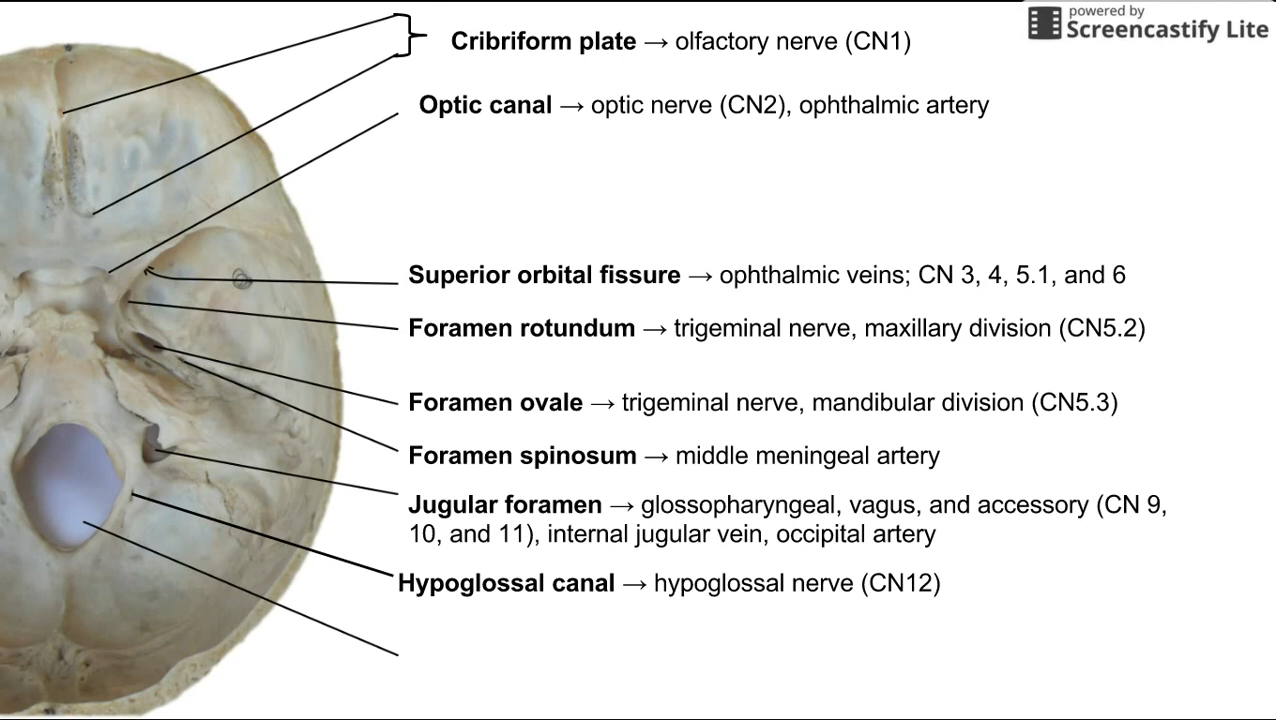 powered by
Screencastify Lite
Cribriform plate → olfactory nerve (CN1)
Optic canal → optic nerve (CN2), ophthalmic artery
Superior orbital fissure → ophthalmic veins; CN 3, 4, 5.1, and 6
Foramen rotundum → trigeminal nerve, maxillary division (CN5.2)
Foramen ovale → trigeminal nerve, mandibular division (CN5.3)
Foramen spinosum → middle meningeal artery
Jugular foramen → glossopharyngeal, vagus, and accessory (CN 9,
10, and 11), internal jugular vein, occipital artery
Hypoglossal canal → hypoglossal nerve (CN12)